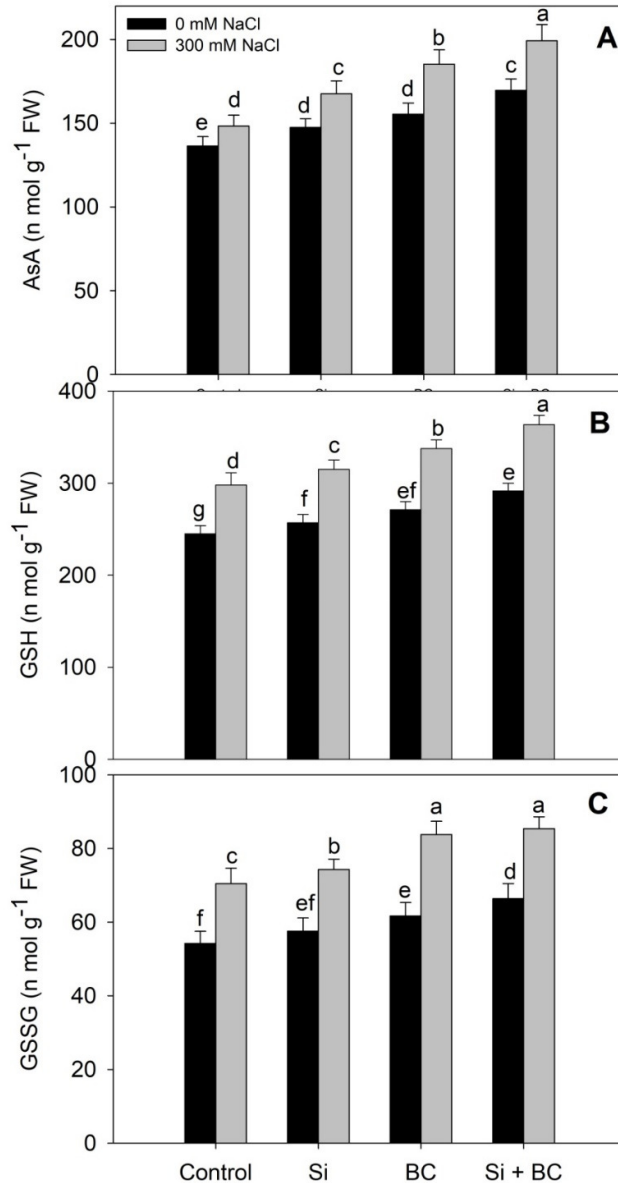 0 mM NaCl
300 mM NaCl
A
AsA (n mol g⁻¹ FW)
200
150
100
50
0
e d d c d b c a
B
GSH (n mol g⁻¹ FW)
400
300
200
100
0
g d f c ef b e a
C
GSSG (n mol g⁻¹ FW)
100
80
60
40
20
0
f c ef b e a d a
Control Si BC Si + BC